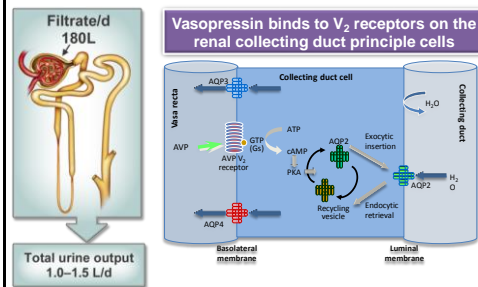 Filtrate/d
180L
Total urine output
1.0–1.5 L/d
Vasopressin binds to V₂ receptors on the
renal collecting duct principle cells
Collecting duct cell
AQP3
Vasa recta
AVP
AVP V₂
receptor
GTP
(Gs)
ATP
cAMP
PKA
AQP2
Exocytic
insertion
Recycling
vesicle
Endocytic
retrieval
AQP2
H₂O
H₂
O
Collecting duct
AQP4
Basolateral
membrane
Luminal
membrane